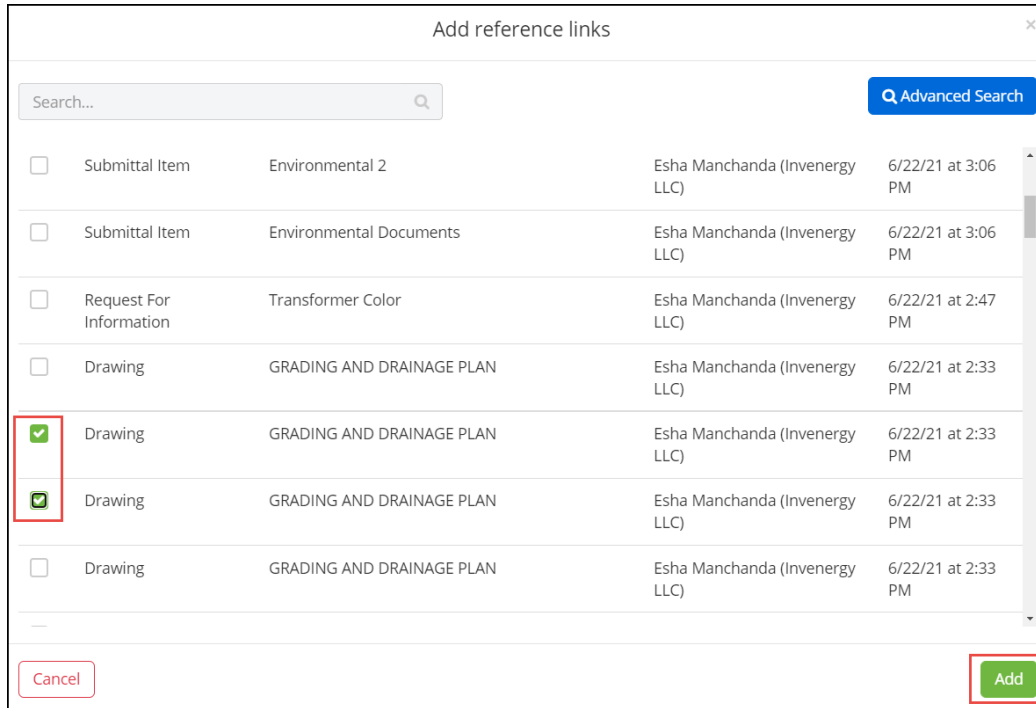 Add reference links
×
Search...
Advanced Search
Submittal Item Environmental 2 Esha Manchanda (Invenergy 6/22/21 at 3:06
LLC) PM
Submittal Item Environmental Documents Esha Manchanda (Invenergy 6/22/21 at 3:06
LLC) PM
Request For Transformer Color Esha Manchanda (Invenergy 6/22/21 at 2:47
Information LLC) PM
Drawing GRADING AND DRAINAGE PLAN Esha Manchanda (Invenergy 6/22/21 at 2:33
LLC) PM
Drawing GRADING AND DRAINAGE PLAN Esha Manchanda (Invenergy 6/22/21 at 2:33
LLC) PM
Drawing GRADING AND DRAINAGE PLAN Esha Manchanda (Invenergy 6/22/21 at 2:33
LLC) PM
Drawing GRADING AND DRAINAGE PLAN Esha Manchanda (Invenergy 6/22/21 at 2:33
LLC) PM
Cancel Add